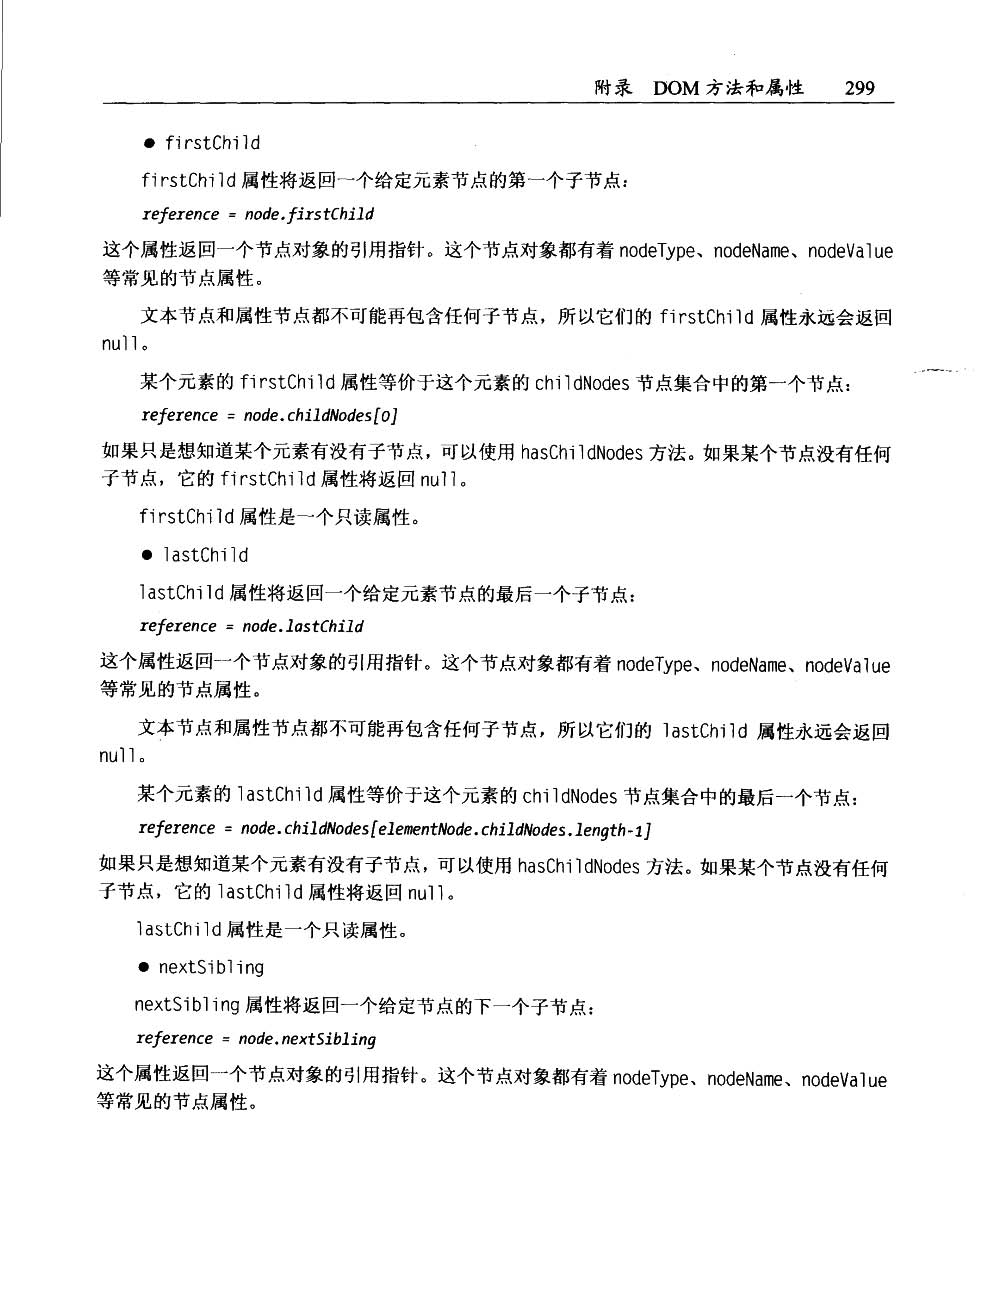 附录 DOM 方法和属性 299
● firstChild
firstChild 属性将返回一个给定元素节点的第一个子节点：
reference = node.firstChild
这个属性返回一个节点对象的引用指针。这个节点对象都有着 nodeType、nodeName、nodeValue
等常见的节点属性。
文本节点和属性节点都不可能再包含任何子节点，所以它们的 firstChild 属性永远会返回
null。
某个元素的 firstChild 属性等价于这个元素的 childNodes 节点集合中的第一个节点：
reference = node.childNodes[0]
如果只是想知道某个元素有没有子节点，可以使用 hasChildNodes 方法。如果某个节点没有任何
子节点，它的 firstChild 属性将返回 null。
firstChild 属性是一个只读属性。
● lastChild
lastChild 属性将返回一个给定元素节点的最后一个子节点：
reference = node.lastChild
这个属性返回一个节点对象的引用指针。这个节点对象都有着 nodeType、nodeName、nodeValue
等常见的节点属性。
文本节点和属性节点都不可能再包含任何子节点，所以它们的 lastChild 属性永远会返回
null。
某个元素的 lastChild 属性等价于这个元素的 childNodes 节点集合中的最后一个节点：
reference = node.childNodes[elementNode.childNodes.length-1]
如果只是想知道某个元素有没有子节点，可以使用 hasChildNodes 方法。如果某个节点没有任何
子节点，它的 lastChild 属性将返回 null。
lastChild 属性是一个只读属性。
● nextSibling
nextSibling 属性将返回一个给定节点的下一个子节点：
reference = node.nextSibling
这个属性返回一个节点对象的引用指针。这个节点对象都有着 nodeType、nodeName、nodeValue
等常见的节点属性。